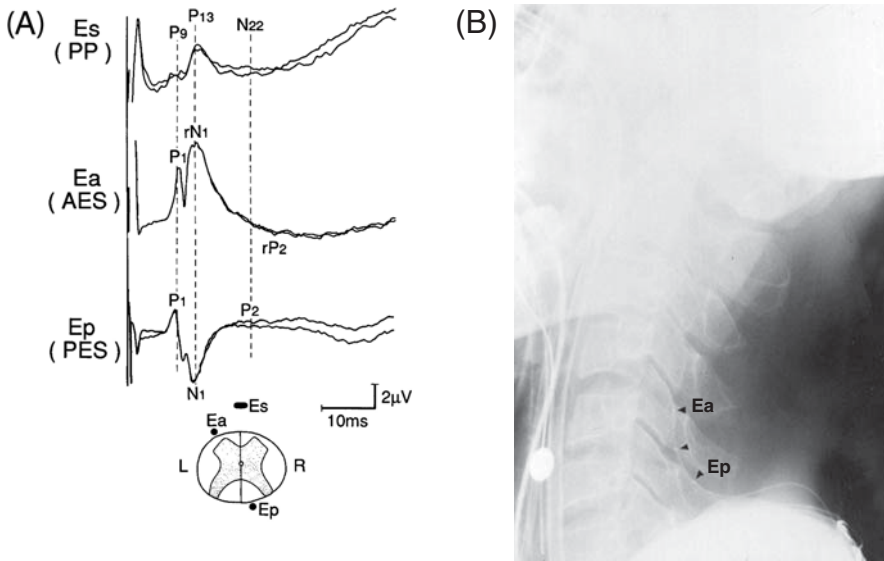 (A)
Es
(PP)
P9
P13
N22
Ea
(AES)
P1
rN1
rP2
Ep
(PES)
P1
P2
N1
2μV
10ms
Es
Ea
L
R
Ep
(B)
Ea
Ep